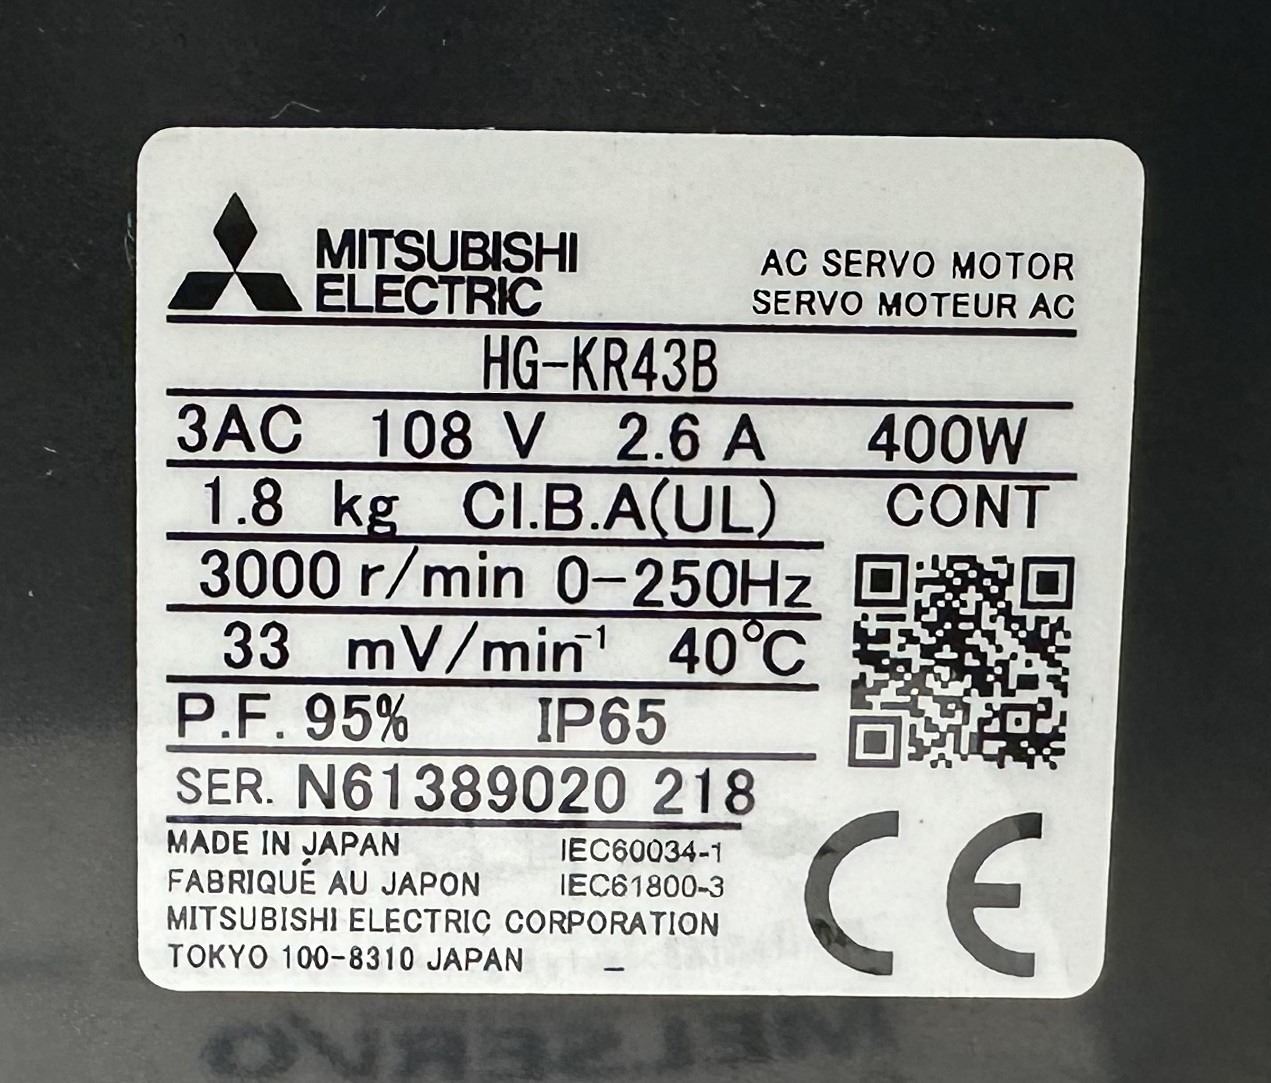 MITSUBISHI
ELECTRIC
AC SERVO MOTOR
SERVO MOTEUR AC
HG-KR43B
3AC 108 V 2.6 A 400W
1.8 kg Cl.B.A(UL) CONT
3000 r/min 0-250Hz
33 mV/min⁻¹ 40°C
P.F. 95% IP65
SER. N61389020 218
MADE IN JAPAN IEC60034-1
FABRIQUÉ AU JAPON IEC61800-3
MITSUBISHI ELECTRIC CORPORATION
TOKYO 100-8310 JAPAN _
CE
MELSERVO